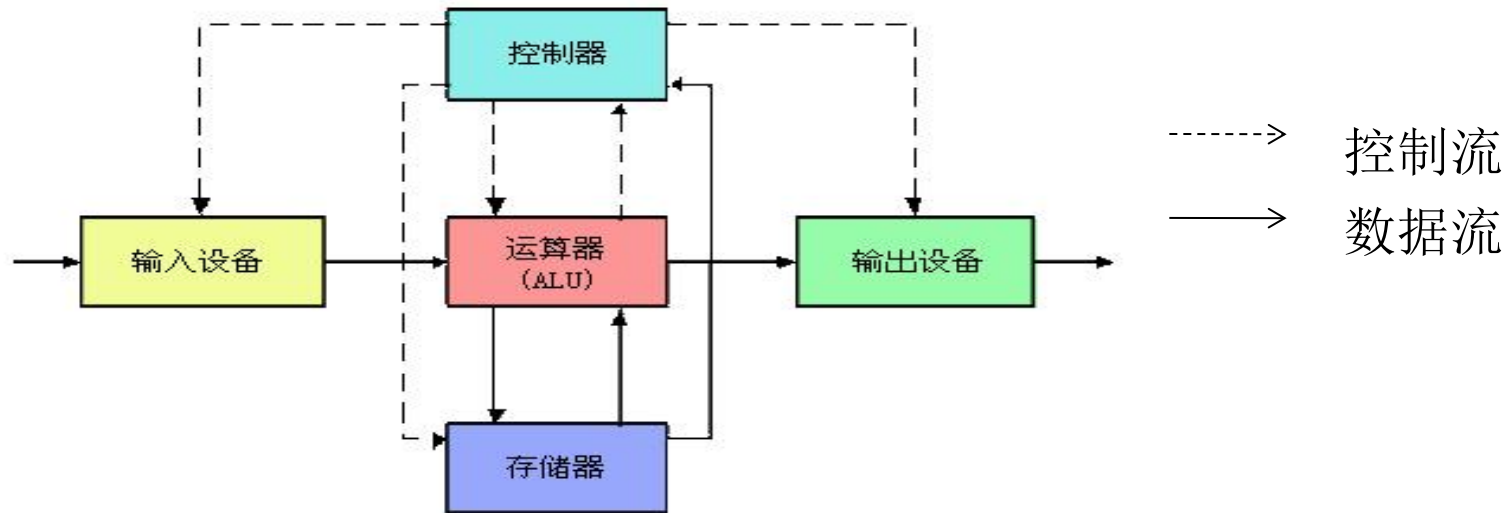 控制器
控制流
数据流
输入设备
运算器
(ALU)
输出设备
存储器